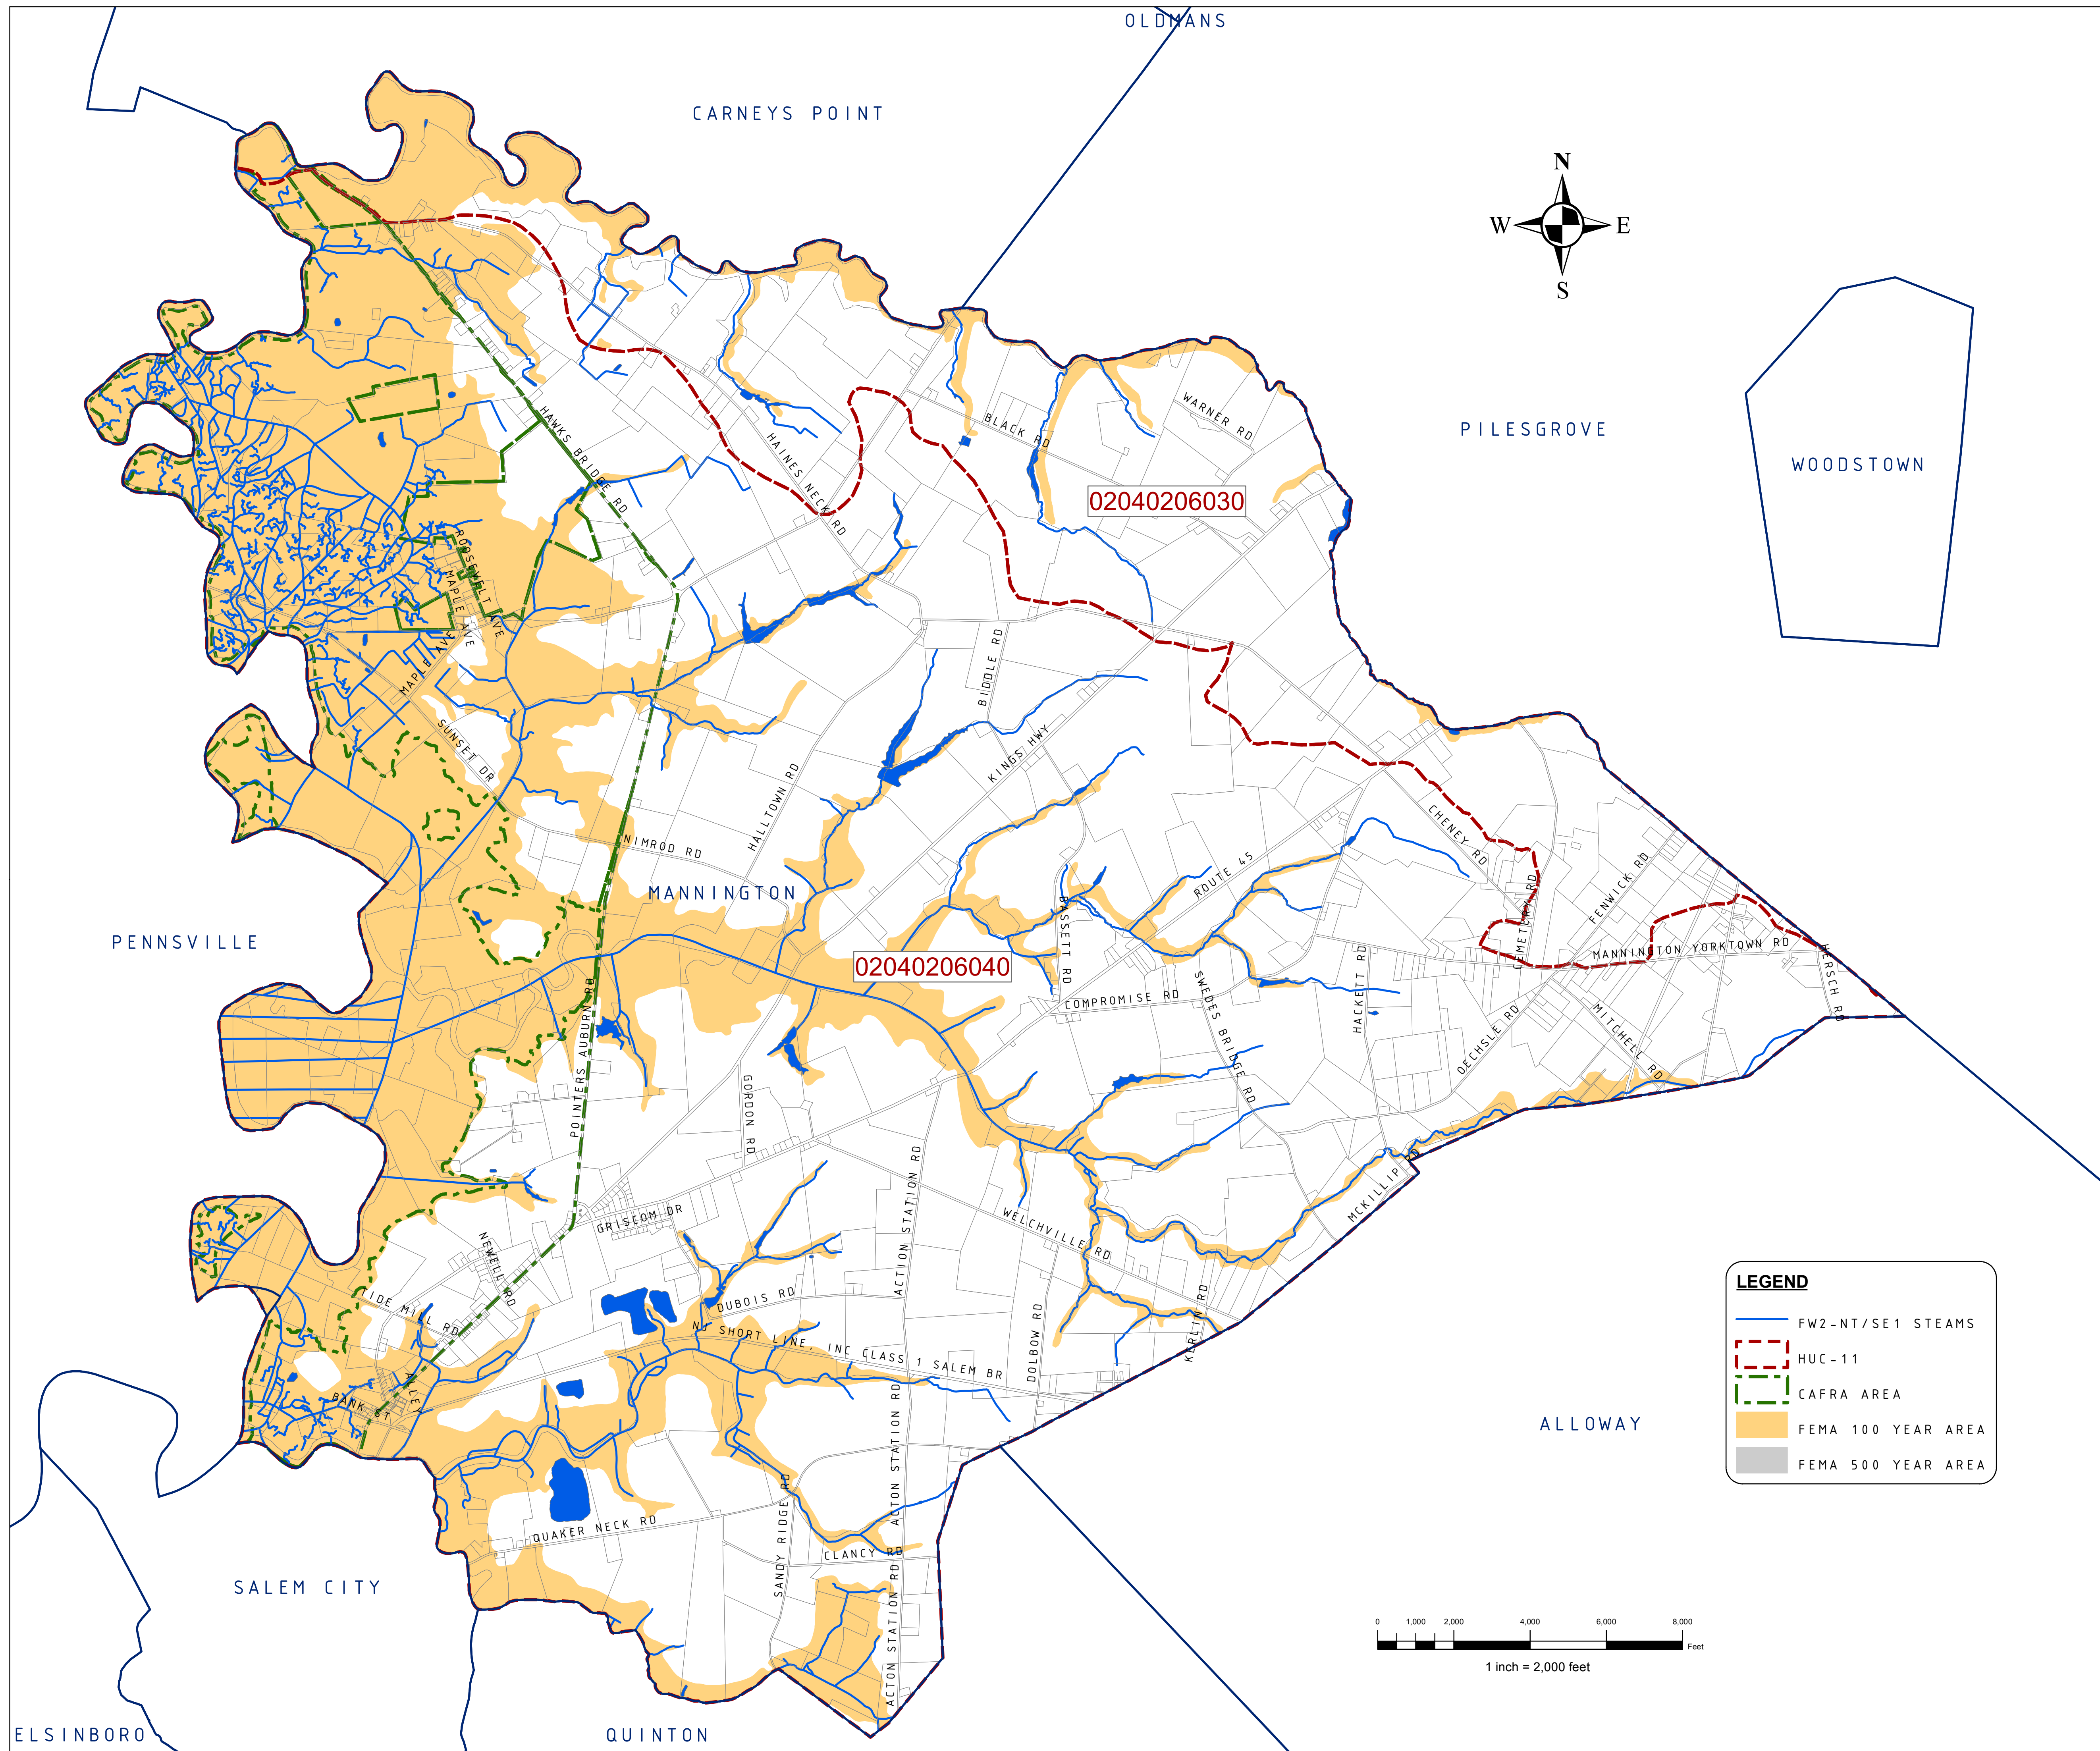 OLDMANS
CARNEYS POINT
N
W E
S
PILESGROVE
WOODSTOWN
WARNER RD
BLACK RD
HAWKS BRIDGE RD
HAINES NECK RD
02040206030
ROOSEVELT AVE
MAPLE AVE
MAPLE AVE
BIDDLE RD
SUNSET DR
KINGS HWY
HALLTOWN RD
NIMROD RD
CHENEY RD
ROUTE 45
MANNINGTON
FENWICK RD
CEMETERY RD
BASSETT RD
PENNSVILLE
MANNINGTON YORKTOWN RD
HERSCH RD
02040206040
COMPROMISE RD
SWEDES BRIDGE RD
HACKETT RD
OECHSLE RD
MITCHELL RD
POINTERS AUBURN RD
GORDON RD
MCKILLIP RD
ACTION STATION RD
GRISCOM DR
WELCHVILLE RD
NEWELL RD
TIDE MILL RD
DUBOIS RD
KERLIN RD
DOLBOW RD
NJ SHORT LINE, INC CLASS 1 SALEM BR
ALLEY
BANK ST
ACTON STATION RD
QUAKER NECK RD
SANDY RIDGE RD
CLANCY RD
ACTON STATION RD
ALLOWAY
SALEM CITY
ELSINBORO
QUINTON
LEGEND
FW2-NT/SE1 STEAMS
HUC-11
CAFRA AREA
FEMA 100 YEAR AREA
FEMA 500 YEAR AREA
0 1,000 2,000 4,000 6,000 8,000
Feet
1 inch = 2,000 feet